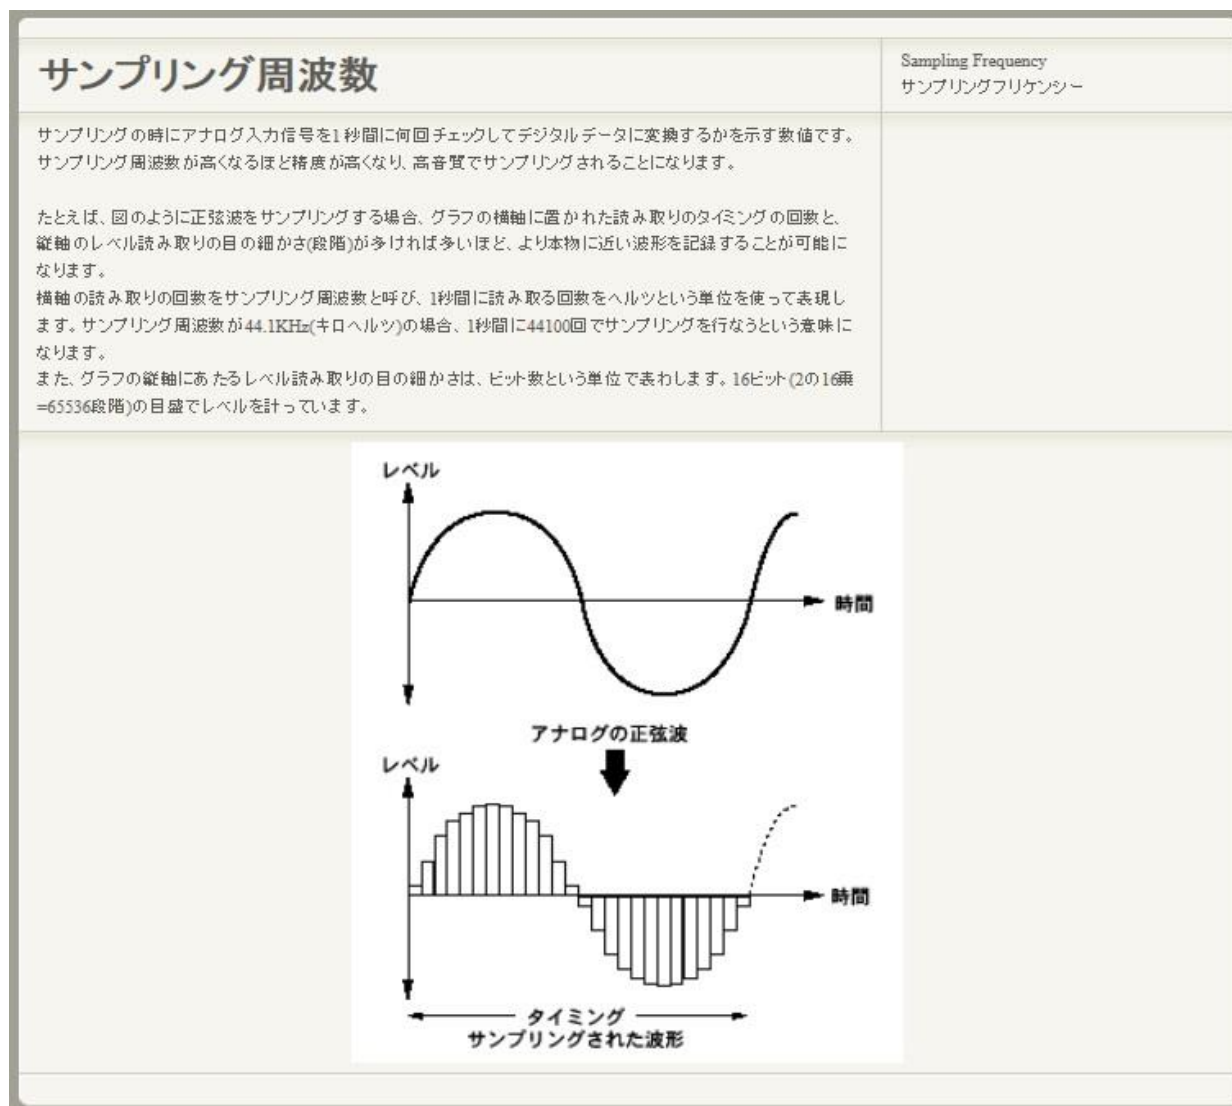 サンプリング周波数
Sampling Frequency
サンプリングフリケンシー
サンプリングの時にアナログ入力信号を1秒間に何回チェックしてデジタルデータに変換するかを示す数値です。
サンプリング周波数が高くなるほど精度が高くなり、高音質でサンプリングされることになります。
たとえば、図のように正弦波をサンプリングする場合、グラフの横軸に置かれた読み取りのタイミングの回数と、
縦軸のレベル読み取りの目の細かさ(段階)が多ければ多いほど、より本物に近い波形を記録することが可能に
なります。
横軸の読み取りの回数をサンプリング周波数と呼び、1秒間に読み取る回数をヘルツという単位を使って表現し
ます。サンプリング周波数が44.1KHz(キロヘルツ)の場合、1秒間に44100回でサンプリングを行なうという意味に
なります。
また、グラフの縦軸にあたるレベル読み取りの目の細かさは、ビット数という単位で表わします。16ビット(2の16乗
=65536段階)の目盛でレベルを計っています。
レベル
時間
アナログの正弦波
レベル
時間
タイミング
サンプリングされた波形